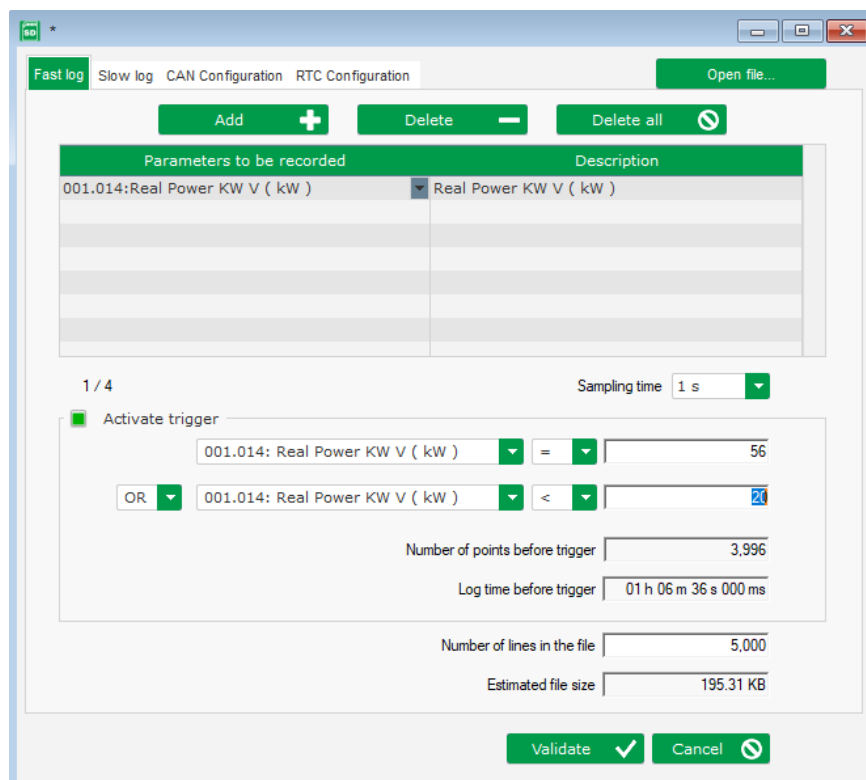 SD *
Fast log Slow log CAN Configuration RTC Configuration Open file...
Add Delete Delete all
Parameters to be recorded Description
001.014:Real Power KW V ( kW ) Real Power KW V ( kW )
1 / 4 Sampling time 1 s
Activate trigger
001.014: Real Power KW V ( kW ) = 56
OR 001.014: Real Power KW V ( kW ) < 20
Number of points before trigger 3,996
Log time before trigger 01 h 06 m 36 s 000 ms
Number of lines in the file 5,000
Estimated file size 195.31 KB
Validate Cancel